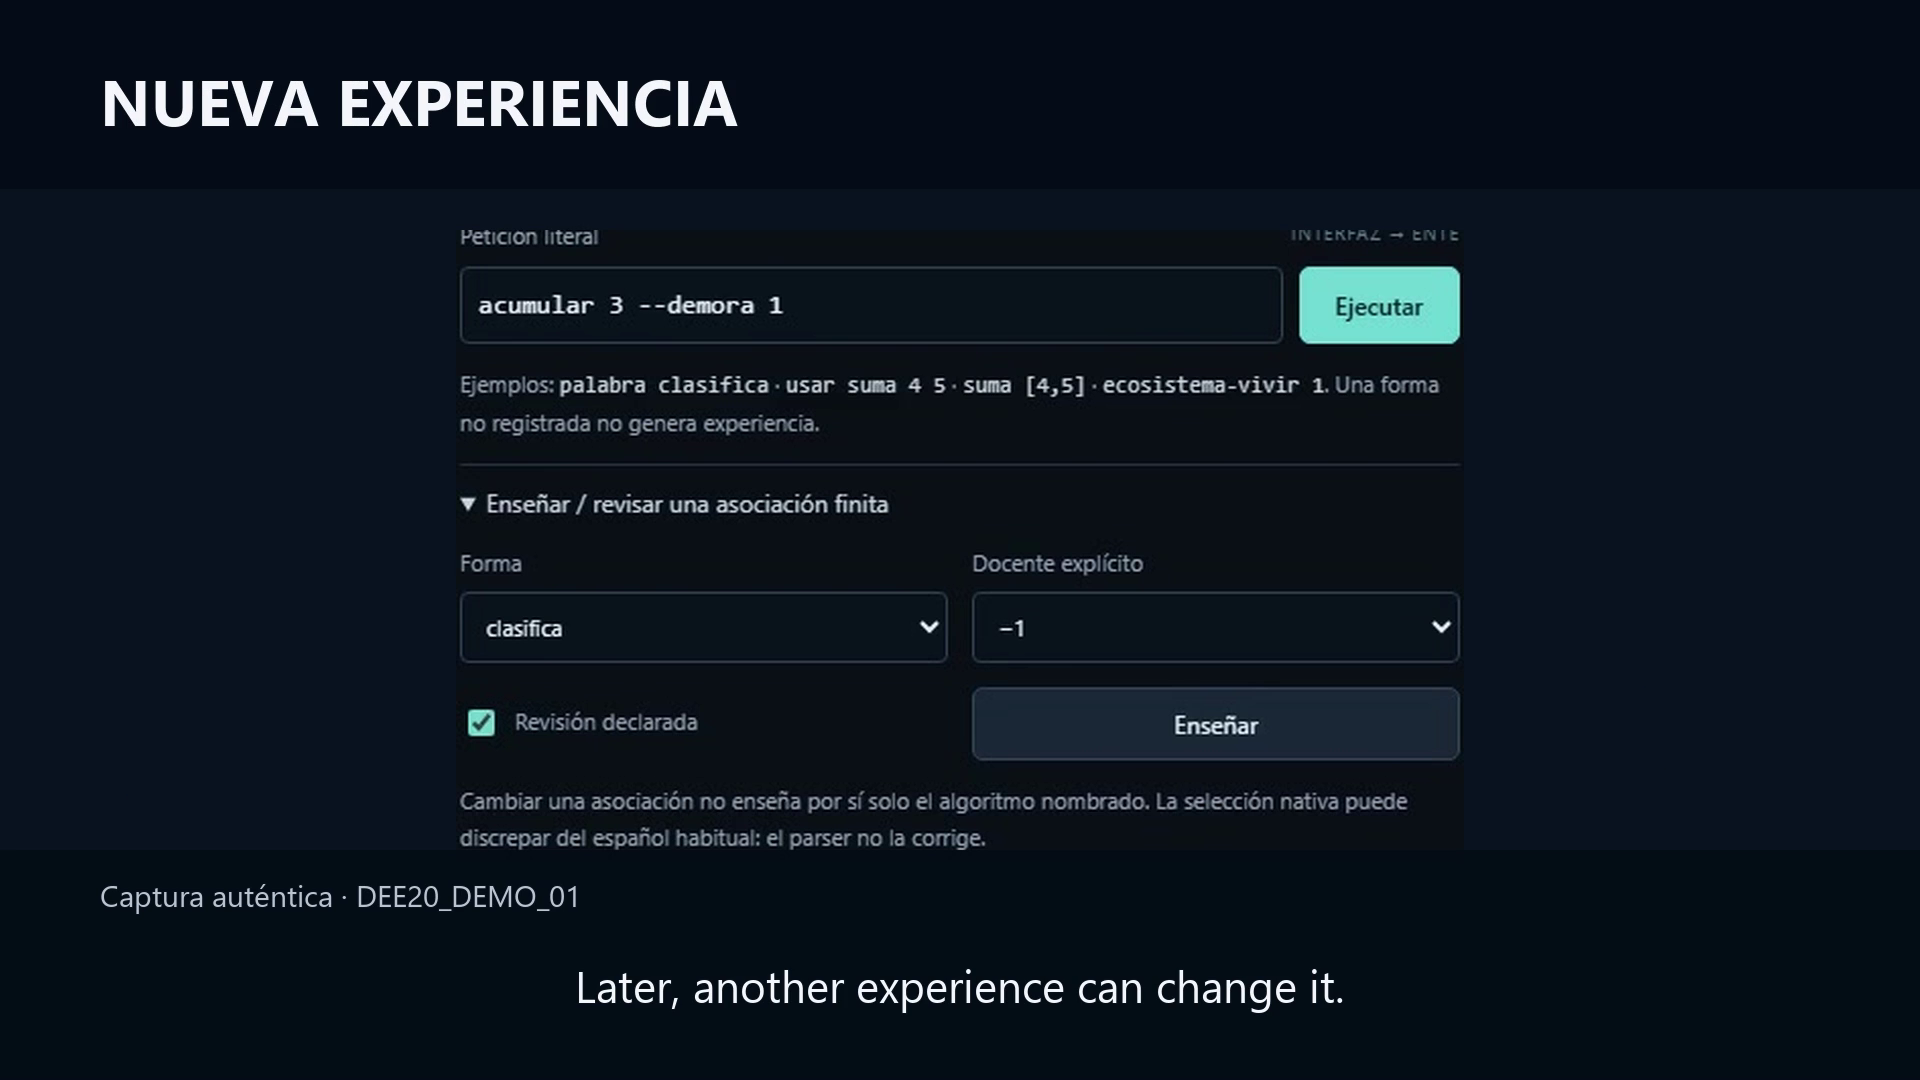 NUEVA EXPERIENCIA
Petición literal
INTERFAZ → ENTE
acumular 3 --demora 1
Ejecutar
Ejemplos: palabra clasifica · usar suma 4 5 · suma [4,5] · ecosistema-vivir 1. Una forma
no registrada no genera experiencia.
▼ Enseñar / revisar una asociación finita
Forma
Docente explícito
clasifica
−1
Revisión declarada
Enseñar
Cambiar una asociación no enseña por sí solo el algoritmo nombrado. La selección nativa puede
discrepar del español habitual: el parser no la corrige.
Captura auténtica · DEE20_DEMO_01
Later, another experience can change it.